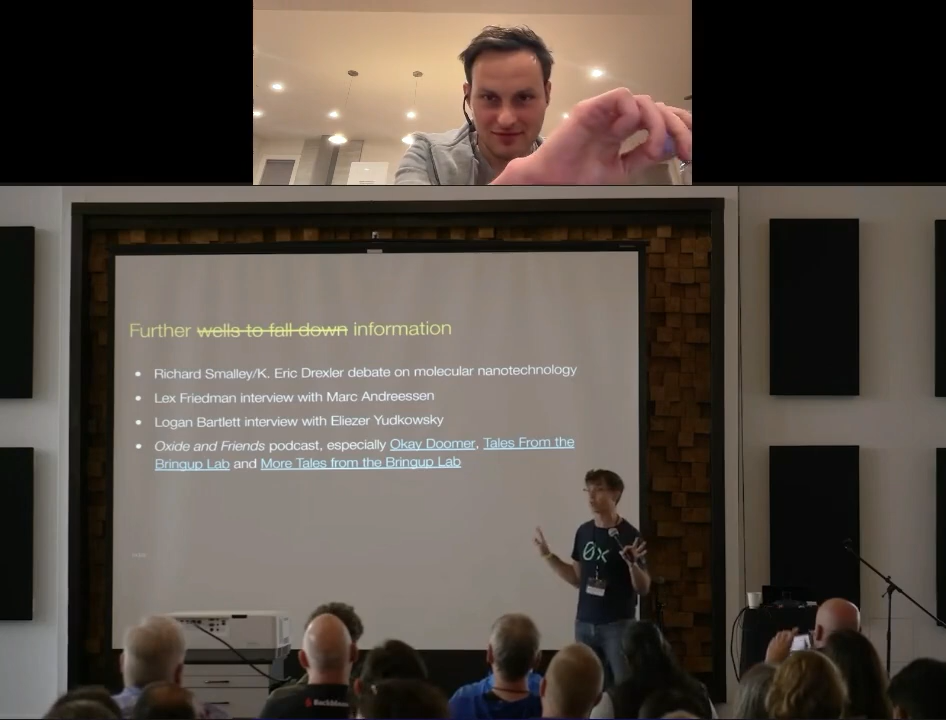 Further wells to fall down information
• Richard Smalley/K. Eric Drexler debate on molecular nanotechnology
• Lex Friedman interview with Marc Andreessen
• Logan Bartlett interview with Eliezer Yudkowsky
• Oxide and Friends podcast, especially Okay Doomer, Tales From the
Bringup Lab and More Tales from the Bringup Lab
0x